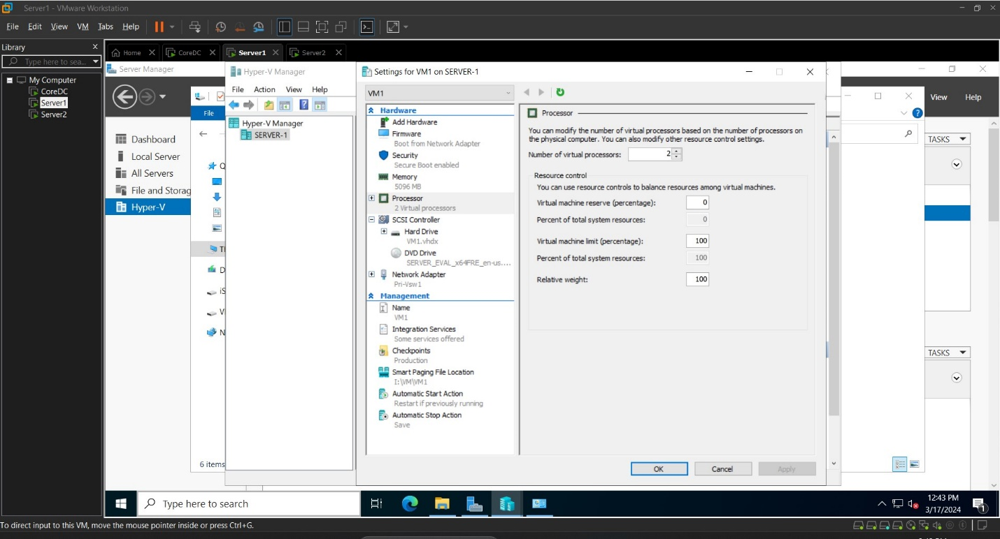 Server1 - VMware Workstation
File Edit View VM Tabs Help
Library
Type here to sea...
My Computer
CoreDC
Server1
Server2
Home
CoreDC
Server1
Server2
Server Manager
View Help
Dashboard
Local Server
All Servers
File and Storag
Hyper-V
File
6 items
Hyper-V Manager
File Action View Help
Hyper-V Manager
SERVER-1
Settings for VM1 on SERVER-1
VM1
Hardware
Add Hardware
Firmware
Boot from Network Adapter
Security
Secure Boot enabled
Memory
5096 MB
Processor
2 Virtual processors
SCSI Controller
Hard Drive
VM1.vhdx
DVD Drive
SERVER_EVAL_x64FRE_en-us....
Network Adapter
Pri-Vsw1
Management
Name
VM1
Integration Services
Some services offered
Checkpoints
Production
Smart Paging File Location
I:\VM\VM1
Automatic Start Action
Restart if previously running
Automatic Stop Action
Save
Processor
You can modify the number of virtual processors based on the number of processors on
the physical computer. You can also modify other resource control settings.
Number of virtual processors: 2
Resource control
You can use resource controls to balance resources among virtual machines.
Virtual machine reserve (percentage): 0
Percent of total system resources: 0
Virtual machine limit (percentage): 100
Percent of total system resources: 100
Relative weight: 100
OK Cancel Apply
TASKS
TASKS
Type here to search
12:43 PM
3/17/2024
1
To direct input to this VM, move the mouse pointer inside or press Ctrl+G.